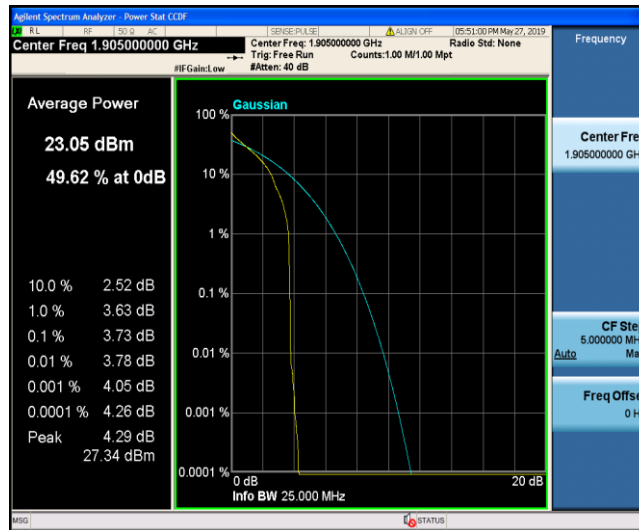 Agilent Spectrum Analyzer - Power Stat CCDF
RL RF 50 Ω AC SENSE:PULSE ALIGN OFF 05:51:00 PM May 27, 2019
Center Freq 1.905000000 GHz
Center Freq: 1.905000000 GHz Radio Std: None
Trig: Free Run Counts:1.00 M/1.00 Mpt
#IFGain:Low #Atten: 40 dB
Frequency
Average Power
23.05 dBm
49.62 % at 0dB
10.0 % 2.52 dB
1.0 % 3.63 dB
0.1 % 3.73 dB
0.01 % 3.78 dB
0.001 % 4.05 dB
0.0001 % 4.26 dB
Peak 4.29 dB
27.34 dBm
Gaussian
100 %
10 %
1 %
0.1 %
0.01 %
0.001 %
0.0001 %
0 dB 20 dB
Info BW 25.000 MHz
Center Fre
1.905000000 GH
CF Ste
5.000000 MH
Auto Ma
Freq Offse
0 H
MSG STATUS